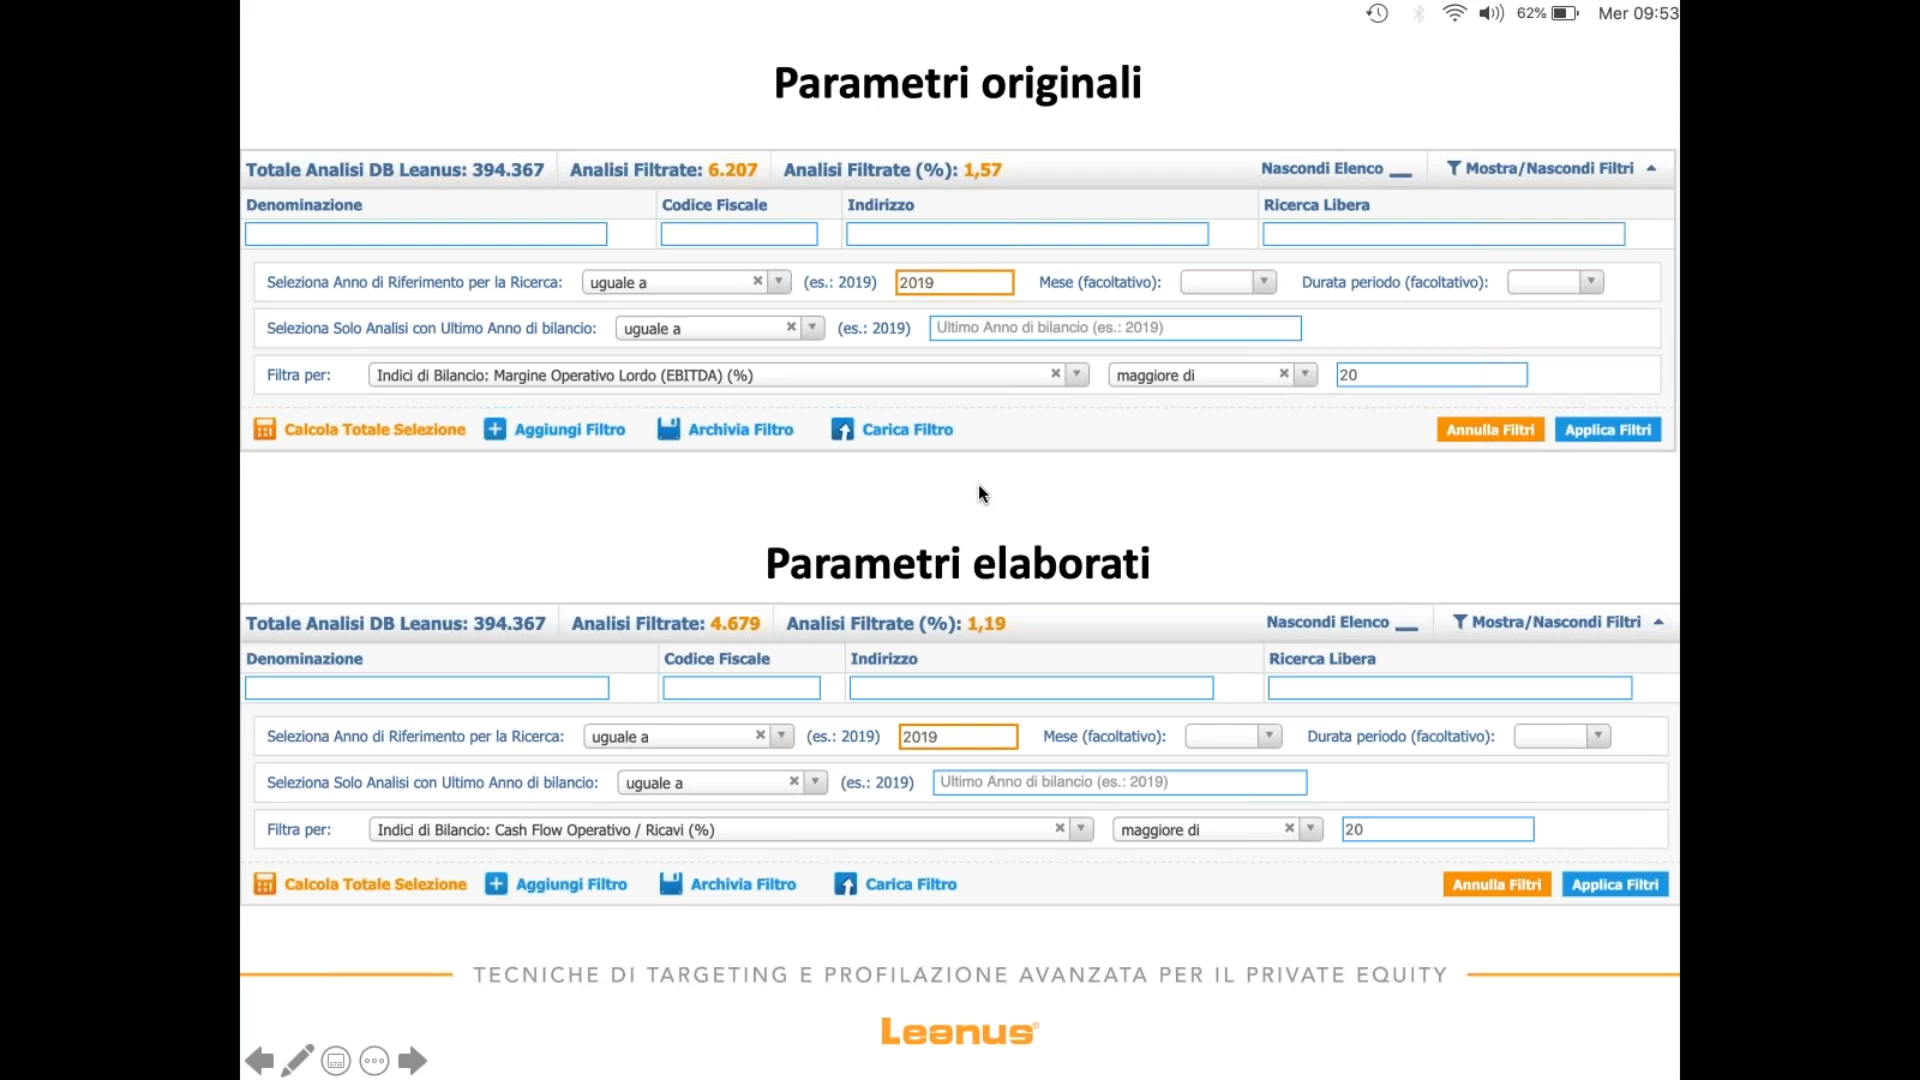 62% Mer 09:53
Parametri originali
Totale Analisi DB Leanus: 394.367 Analisi Filtrate: 6.207 Analisi Filtrate (%): 1,57 Nascondi Elenco Mostra/Nascondi Filtri
Denominazione Codice Fiscale Indirizzo Ricerca Libera
Seleziona Anno di Riferimento per la Ricerca: uguale a (es.: 2019) 2019 Mese (facoltativo): Durata periodo (facoltativo):
Seleziona Solo Analisi con Ultimo Anno di bilancio: uguale a (es.: 2019) Ultimo Anno di bilancio (es.: 2019)
Filtra per: Indici di Bilancio: Margine Operativo Lordo (EBITDA) (%) maggiore di 20
Calcola Totale Selezione Aggiungi Filtro Archivia Filtro Carica Filtro Annulla Filtri Applica Filtri
Parametri elaborati
Totale Analisi DB Leanus: 394.367 Analisi Filtrate: 4.679 Analisi Filtrate (%): 1,19 Nascondi Elenco Mostra/Nascondi Filtri
Denominazione Codice Fiscale Indirizzo Ricerca Libera
Seleziona Anno di Riferimento per la Ricerca: uguale a (es.: 2019) 2019 Mese (facoltativo): Durata periodo (facoltativo):
Seleziona Solo Analisi con Ultimo Anno di bilancio: uguale a (es.: 2019) Ultimo Anno di bilancio (es.: 2019)
Filtra per: Indici di Bilancio: Cash Flow Operativo / Ricavi (%) maggiore di 20
Calcola Totale Selezione Aggiungi Filtro Archivia Filtro Carica Filtro Annulla Filtri Applica Filtri
TECNICHE DI TARGETING E PROFILAZIONE AVANZATA PER IL PRIVATE EQUITY
Leanus®